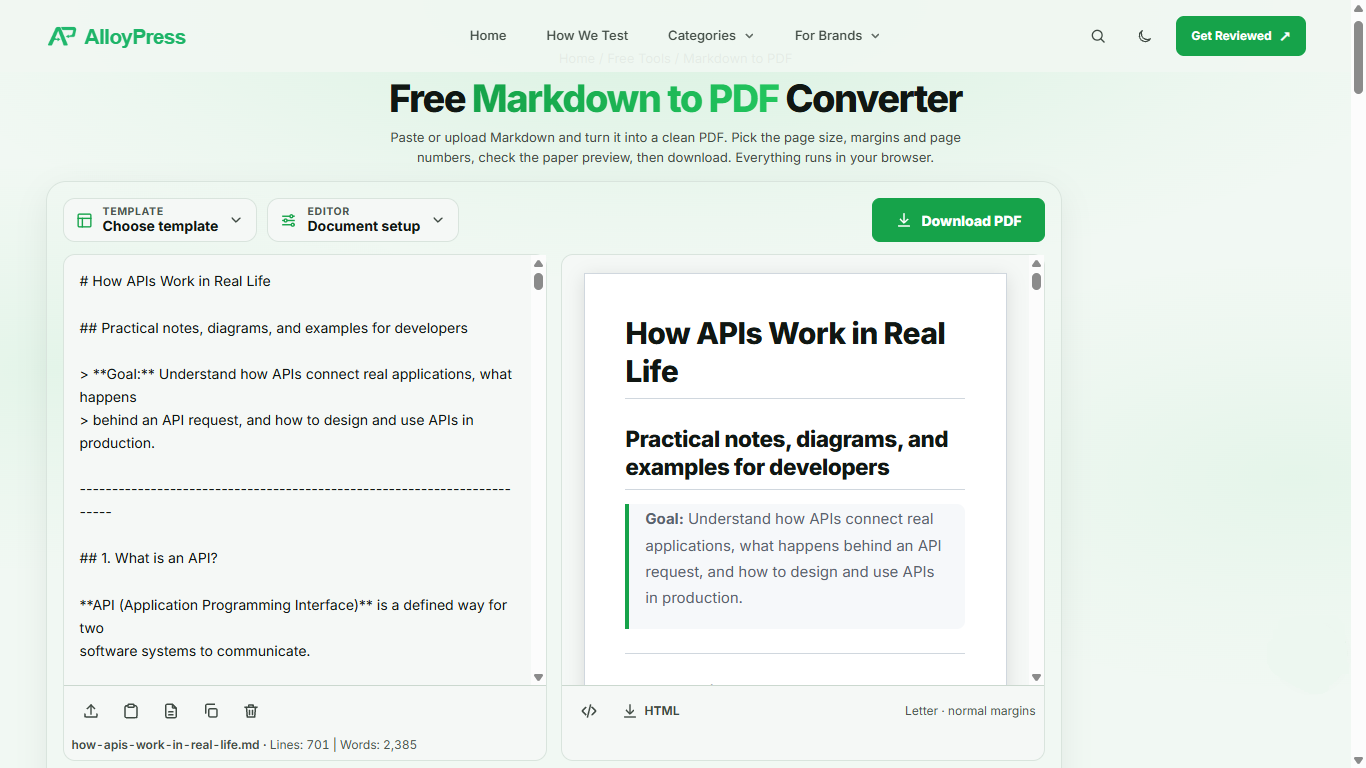 AlloyPress
Home
How We Test
Categories
For Brands
Get Reviewed ↗
Home / Free Tools / Markdown to PDF
Free Markdown to PDF Converter
Paste or upload Markdown and turn it into a clean PDF. Pick the page size, margins and page
numbers, check the paper preview, then download. Everything runs in your browser.
TEMPLATE
Choose template
EDITOR
Document setup
Download PDF
# How APIs Work in Real Life
## Practical notes, diagrams, and examples for developers
> **Goal:** Understand how APIs connect real applications, what
happens
> behind an API request, and how to design and use APIs in
production.
-------------------------------------------------------------------
-----
## 1. What is an API?
**API (Application Programming Interface)** is a defined way for
two
software systems to communicate.
How APIs Work in Real
Life
Practical notes, diagrams, and
examples for developers
Goal: Understand how APIs connect real
applications, what happens behind an API
request, and how to design and use APIs
in production.
</> HTML
Letter · normal margins
how-apis-work-in-real-life.md · Lines: 701 | Words: 2,385